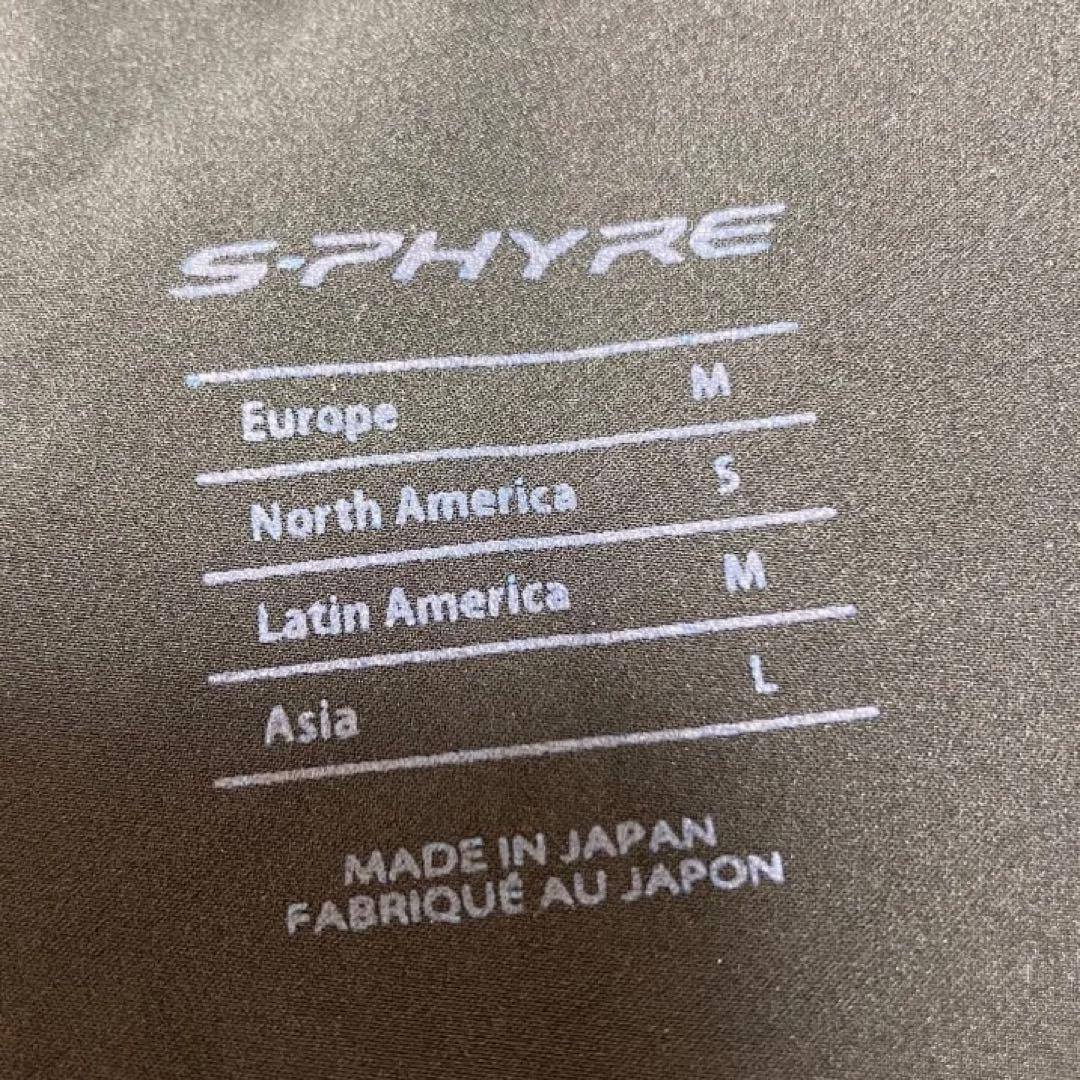 S-PHYRE
Europe M
North America S
Latin America M
Asia L
MADE IN JAPAN
FABRIQUÉ AU JAPON